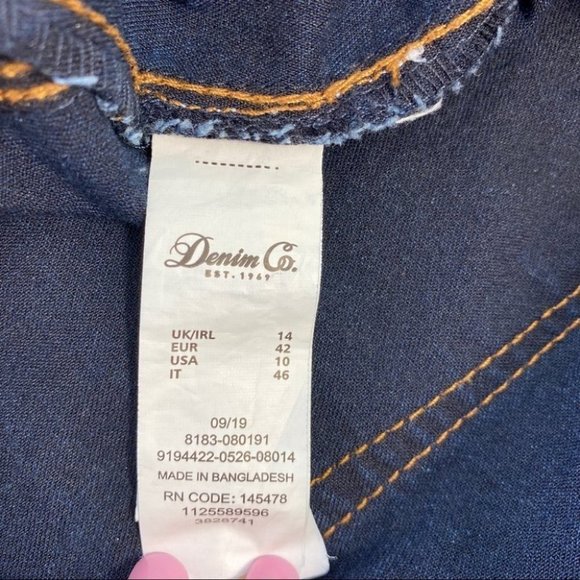 Denim Co.
EST. 1969
UK/IRL 14
EUR 42
USA 10
IT 46
09/19
8183-080191
9194422-0526-08014
MADE IN BANGLADESH
RN CODE: 145478
1125589596
3828741